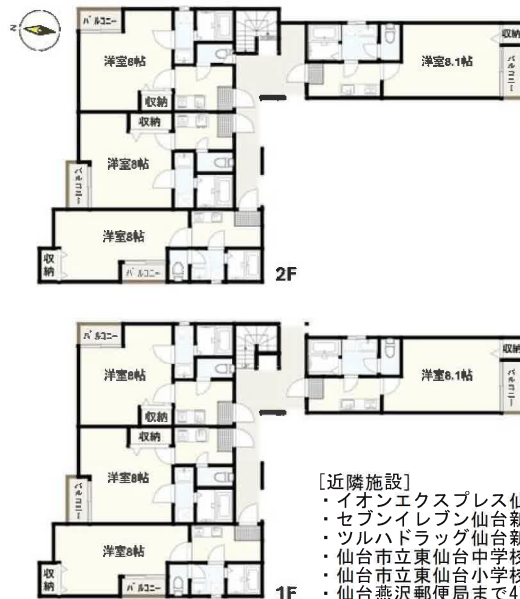 N
バルコニー
洋室8帖
収納
収納
洋室8帖
バルコニー
洋室8帖
収納
バルコニー
収納
洋室8.1帖
バルコニー
2F
バルコニー
洋室8帖
収納
収納
洋室8帖
バルコニー
洋室8帖
収納
バルコニー
収納
洋室8.1帖
バルコニー
1F
[近隣施設]
・イオンエクスプレス仙
・セブンイレブン仙台新
・ツルハドラッグ仙台新
・仙台市立東仙台中学校
・仙台市立東仙台小学校
・仙台燕沢郵便局まで4